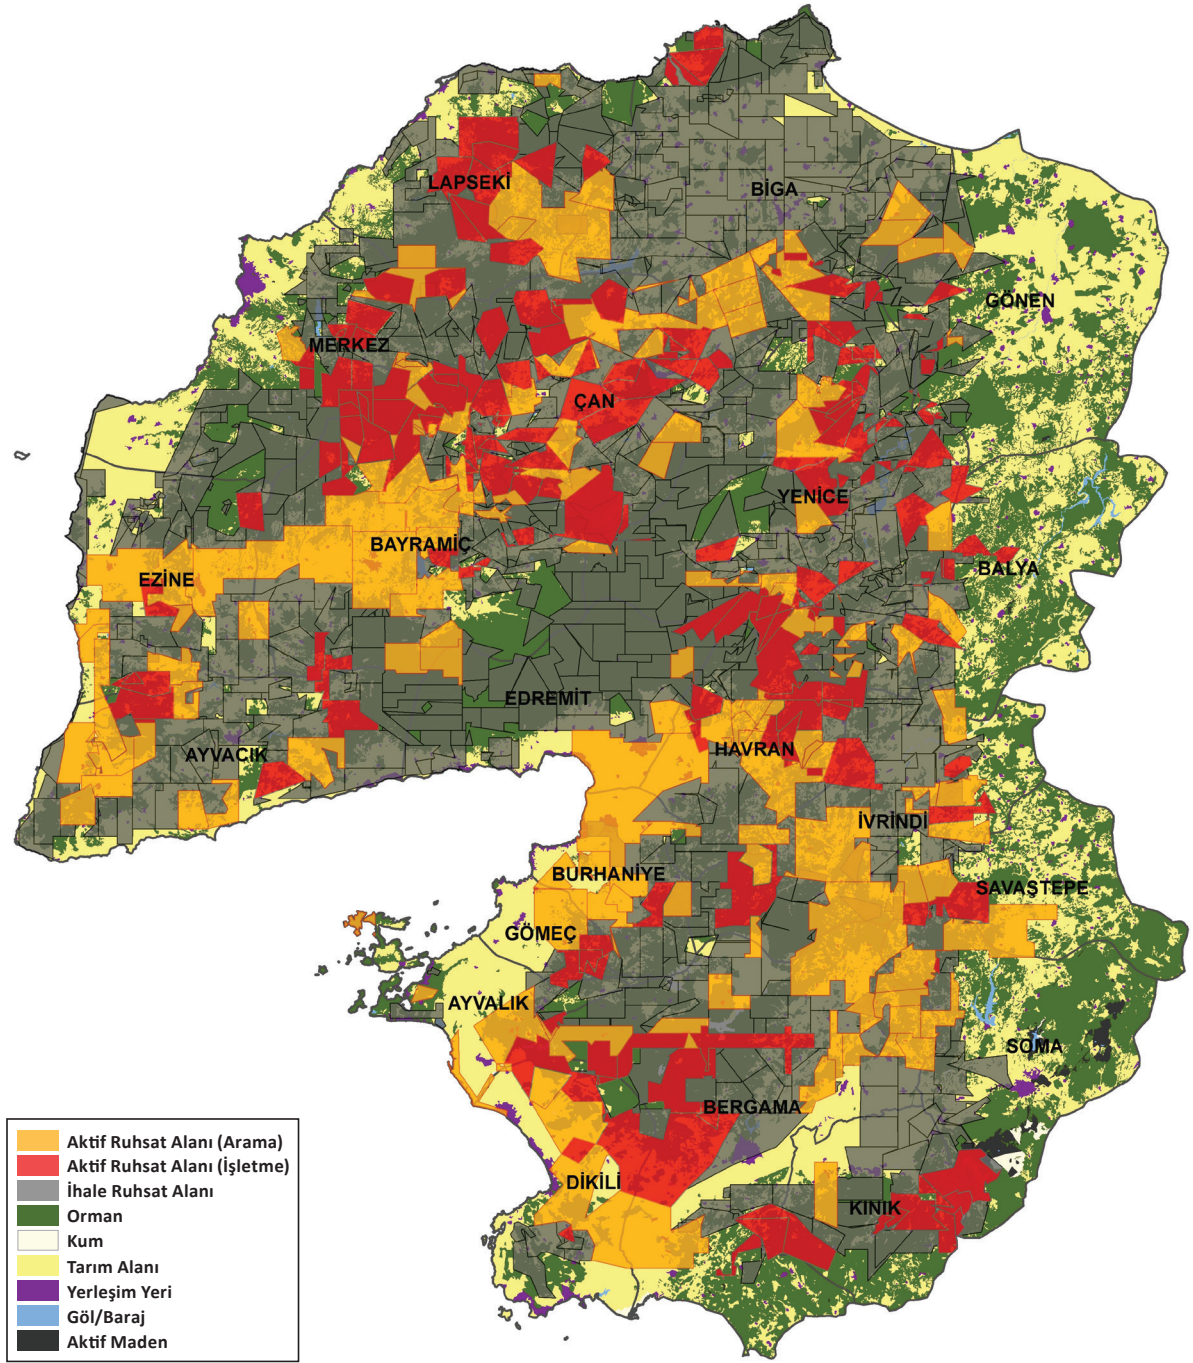 LAPSEKİ
BİGA
GÖNEN
MERKEZ
ÇAN
YENİCE
BAYRAMİÇ
BALYA
EZİNE
EDREMİT
HAVRAN
AYVACIK
İVRİNDİ
BURHANİYE
SAVAŞTEPE
GÖMEÇ
AYVALIK
SOMA
BERGAMA
DİKİLİ
KINIK
Aktif Ruhsat Alanı (Arama)
Aktif Ruhsat Alanı (İşletme)
İhale Ruhsat Alanı
Orman
Kum
Tarım Alanı
Yerleşim Yeri
Göl/Baraj
Aktif Maden